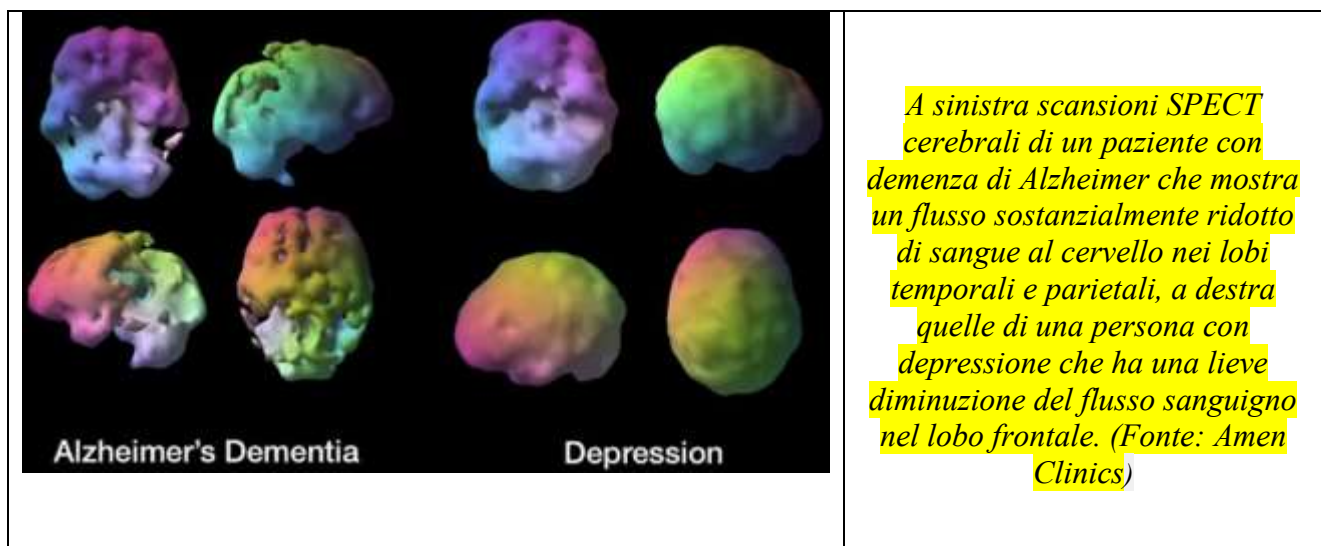 Alzheimer's Dementia
Depression
A sinistra scansioni SPECT
cerebrali di un paziente con
demenza di Alzheimer che mostra
un flusso sostanzialmente ridotto
di sangue al cervello nei lobi
temporali e parietali, a destra
quelle di una persona con
depressione che ha una lieve
diminuzione del flusso sanguigno
nel lobo frontale. (Fonte: Amen
Clinics)